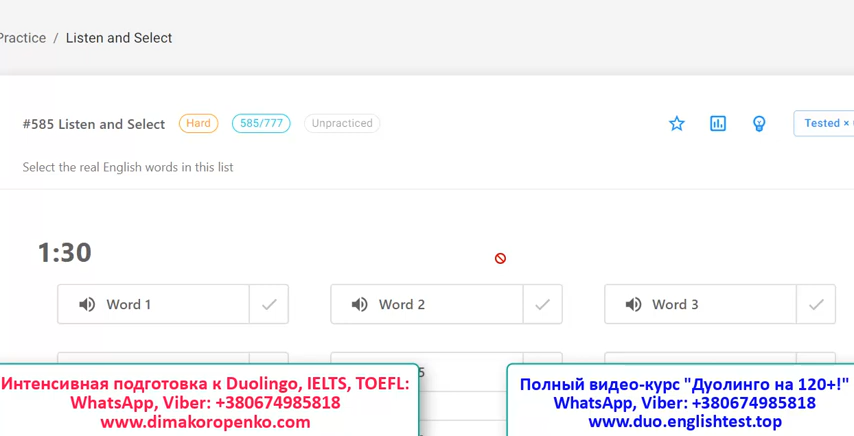 Practice / Listen and Select
#585 Listen and Select Hard 585/777 Unpracticed Tested ×
Select the real English words in this list
1:30
Word 1 Word 2 Word 3
5
Интенсивная подготовка к Duolingo, IELTS, TOEFL:
WhatsApp, Viber: +380674985818
www.dimakoropenko.com
Полный видео-курс "Дуолинго на 120+!"
WhatsApp, Viber: +380674985818
www.duo.englishtest.top